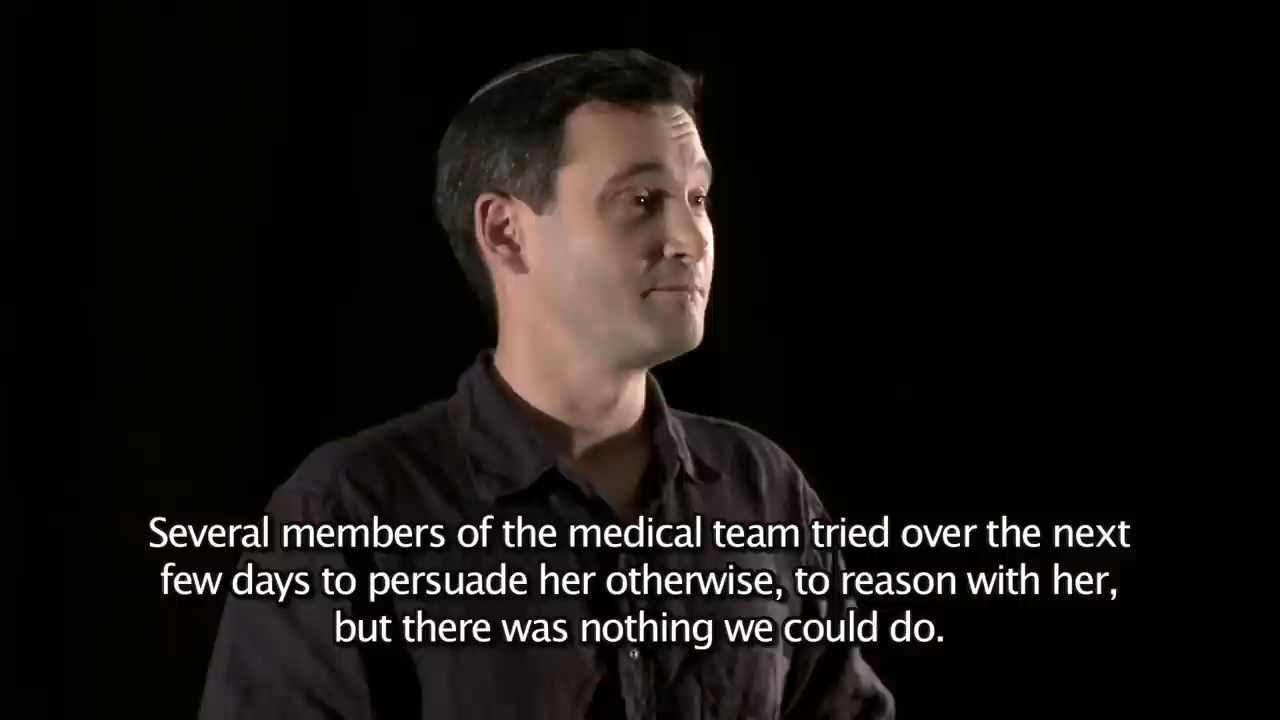 Several members of the medical team tried over the next
few days to persuade her otherwise, to reason with her,
but there was nothing we could do.